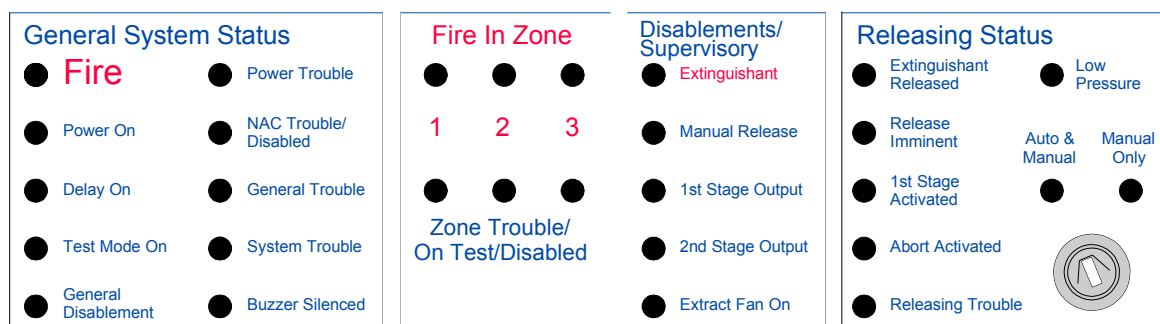 General System Status
Fire
Power Trouble
Power On
NAC Trouble/
Disabled
Delay On
General Trouble
Test Mode On
System Trouble
General
Disablement
Buzzer Silenced
Fire In Zone
1 2 3
Zone Trouble/
On Test/Disabled
Disablements/
Supervisory
Extinguishant
Manual Release
1st Stage Output
2nd Stage Output
Extract Fan On
Releasing Status
Extinguishant
Released
Low
Pressure
Release
Imminent
Auto &
Manual
Manual
Only
1st Stage
Activated
Abort Activated
Releasing Trouble